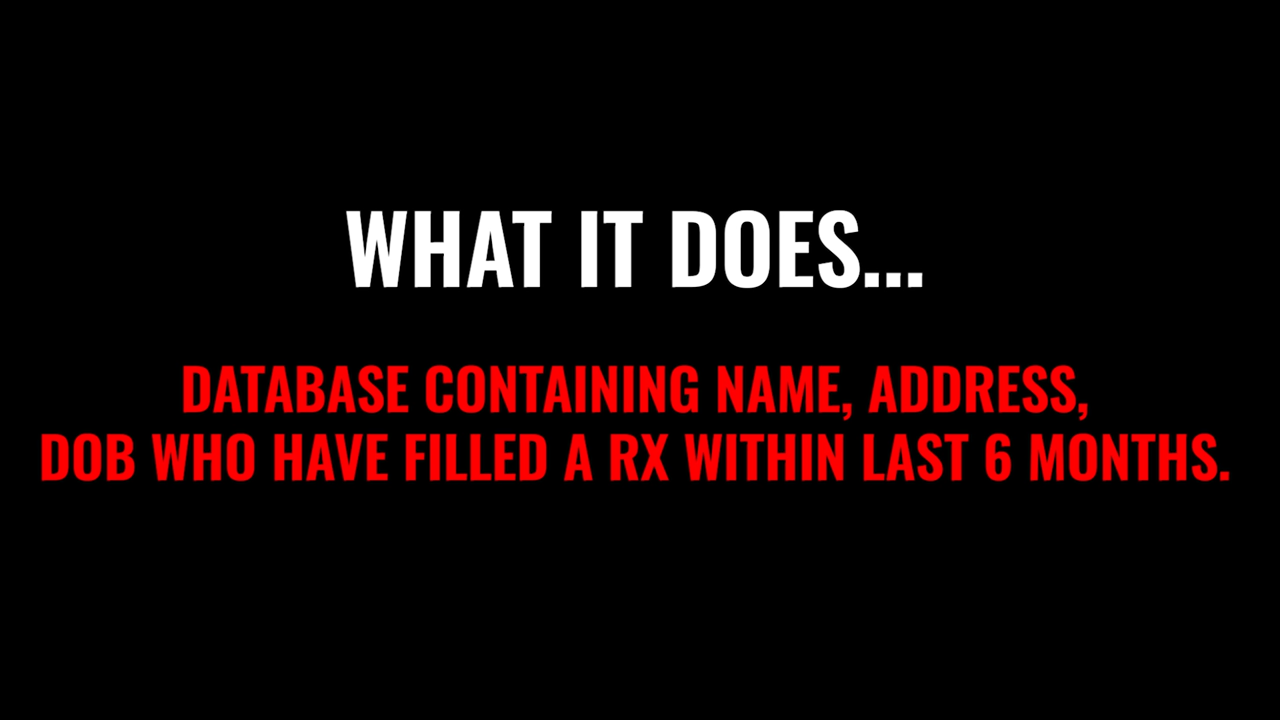 WHAT IT DOES...
DATABASE CONTAINING NAME, ADDRESS,
DOB WHO HAVE FILLED A RX WITHIN LAST 6 MONTHS.